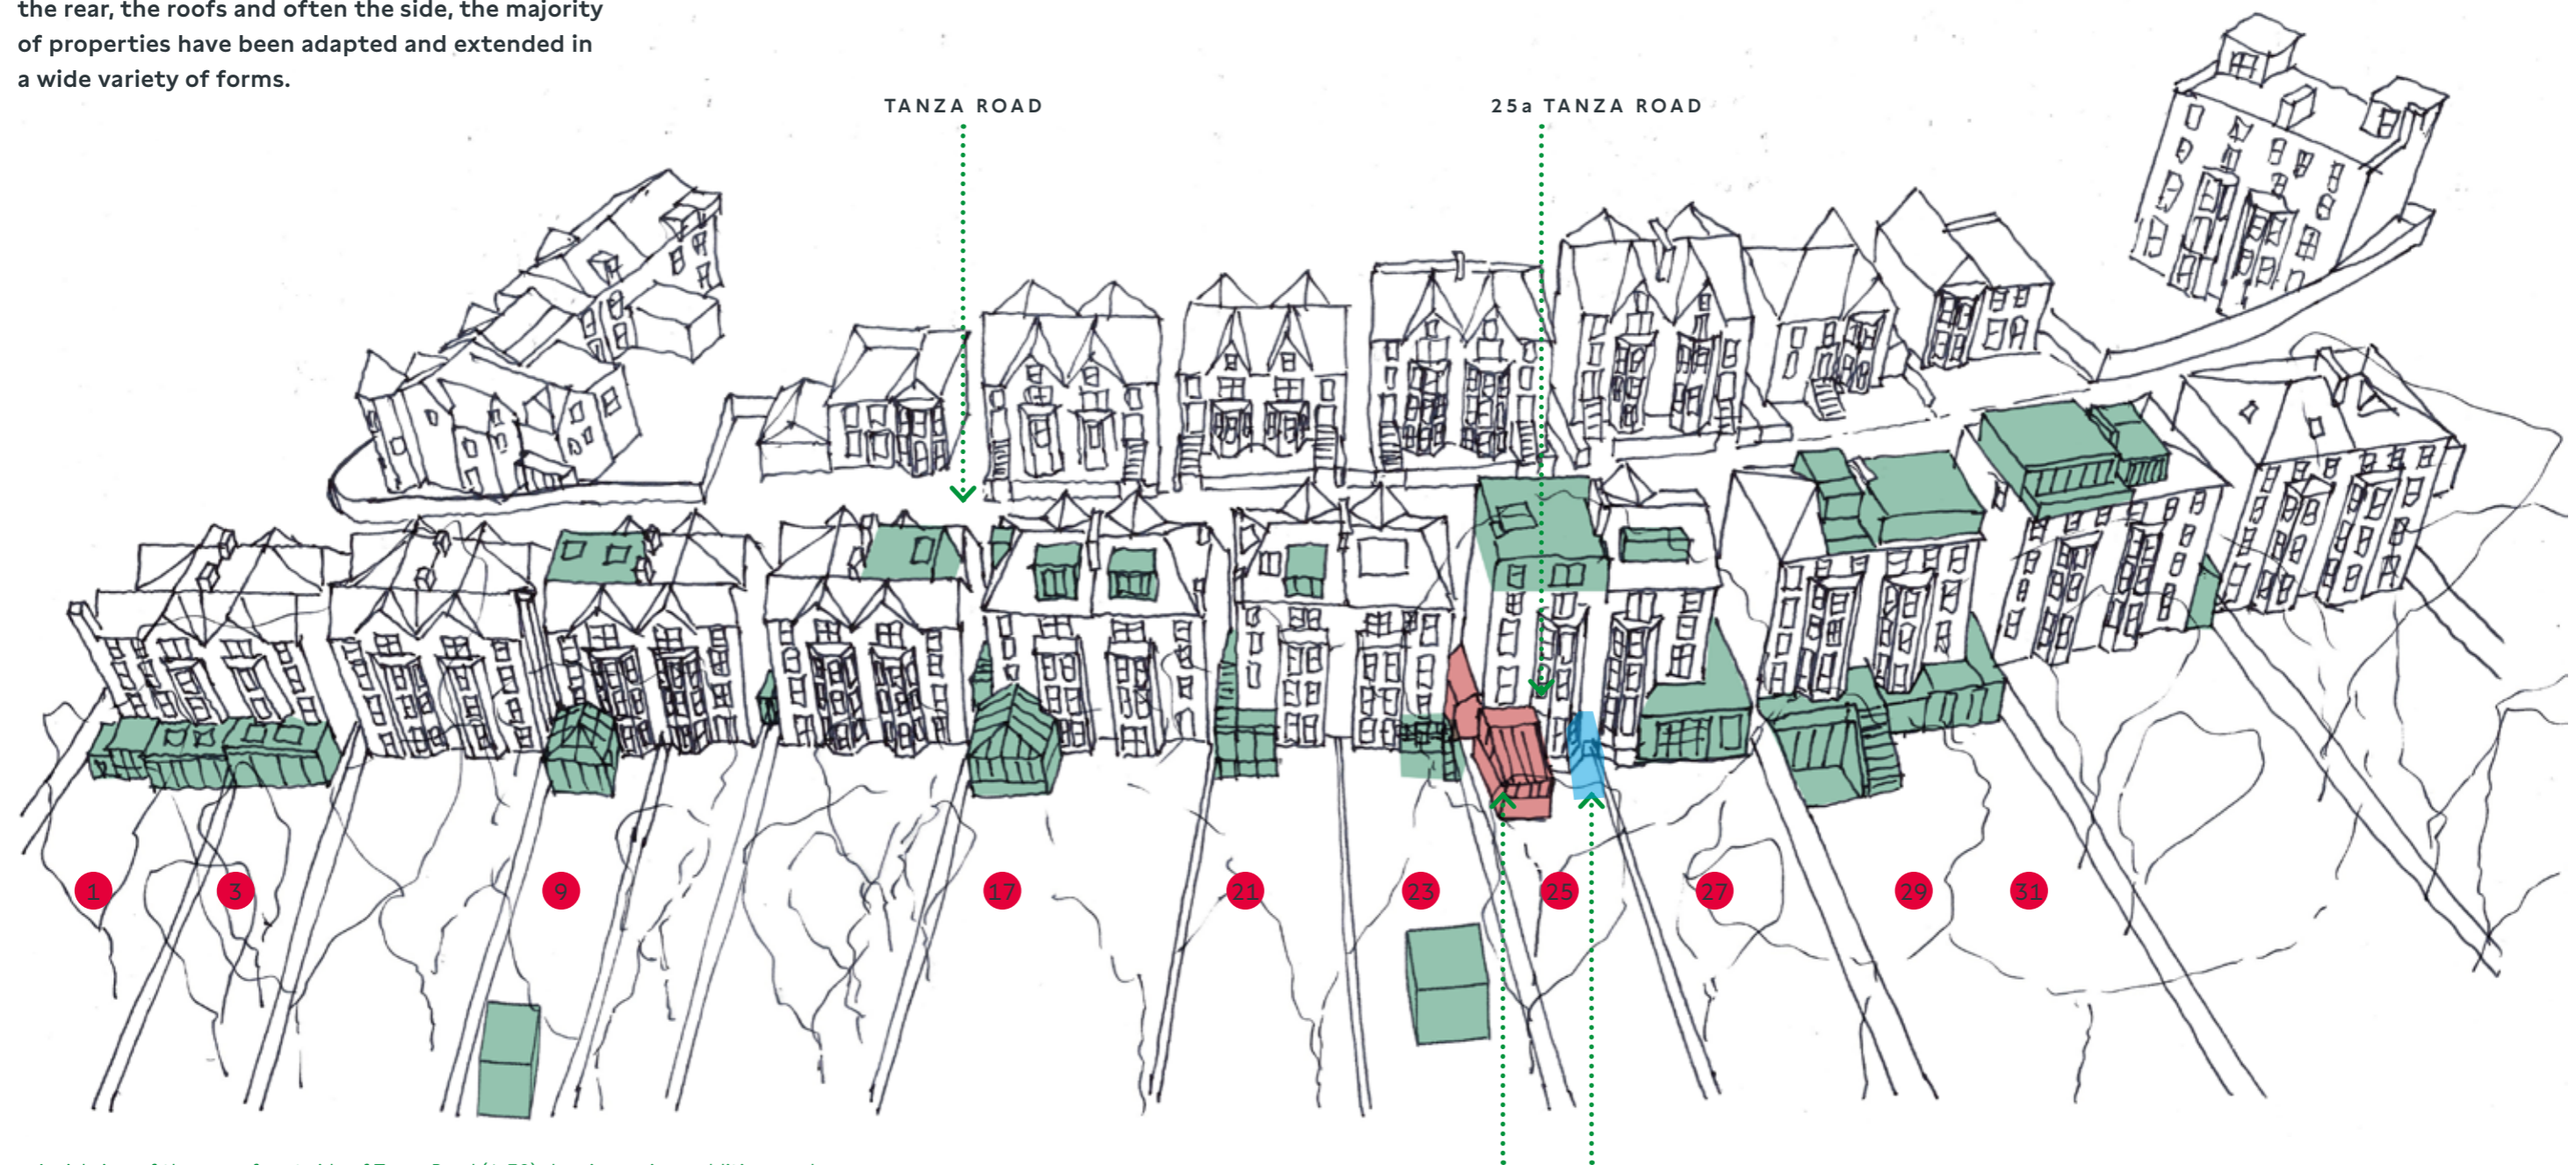 the rear, the roofs and often the side, the majority
of properties have been adapted and extended in
a wide variety of forms.
TANZA ROAD
25a TANZA ROAD
1
3
9
17
21
23
25
27
29
31